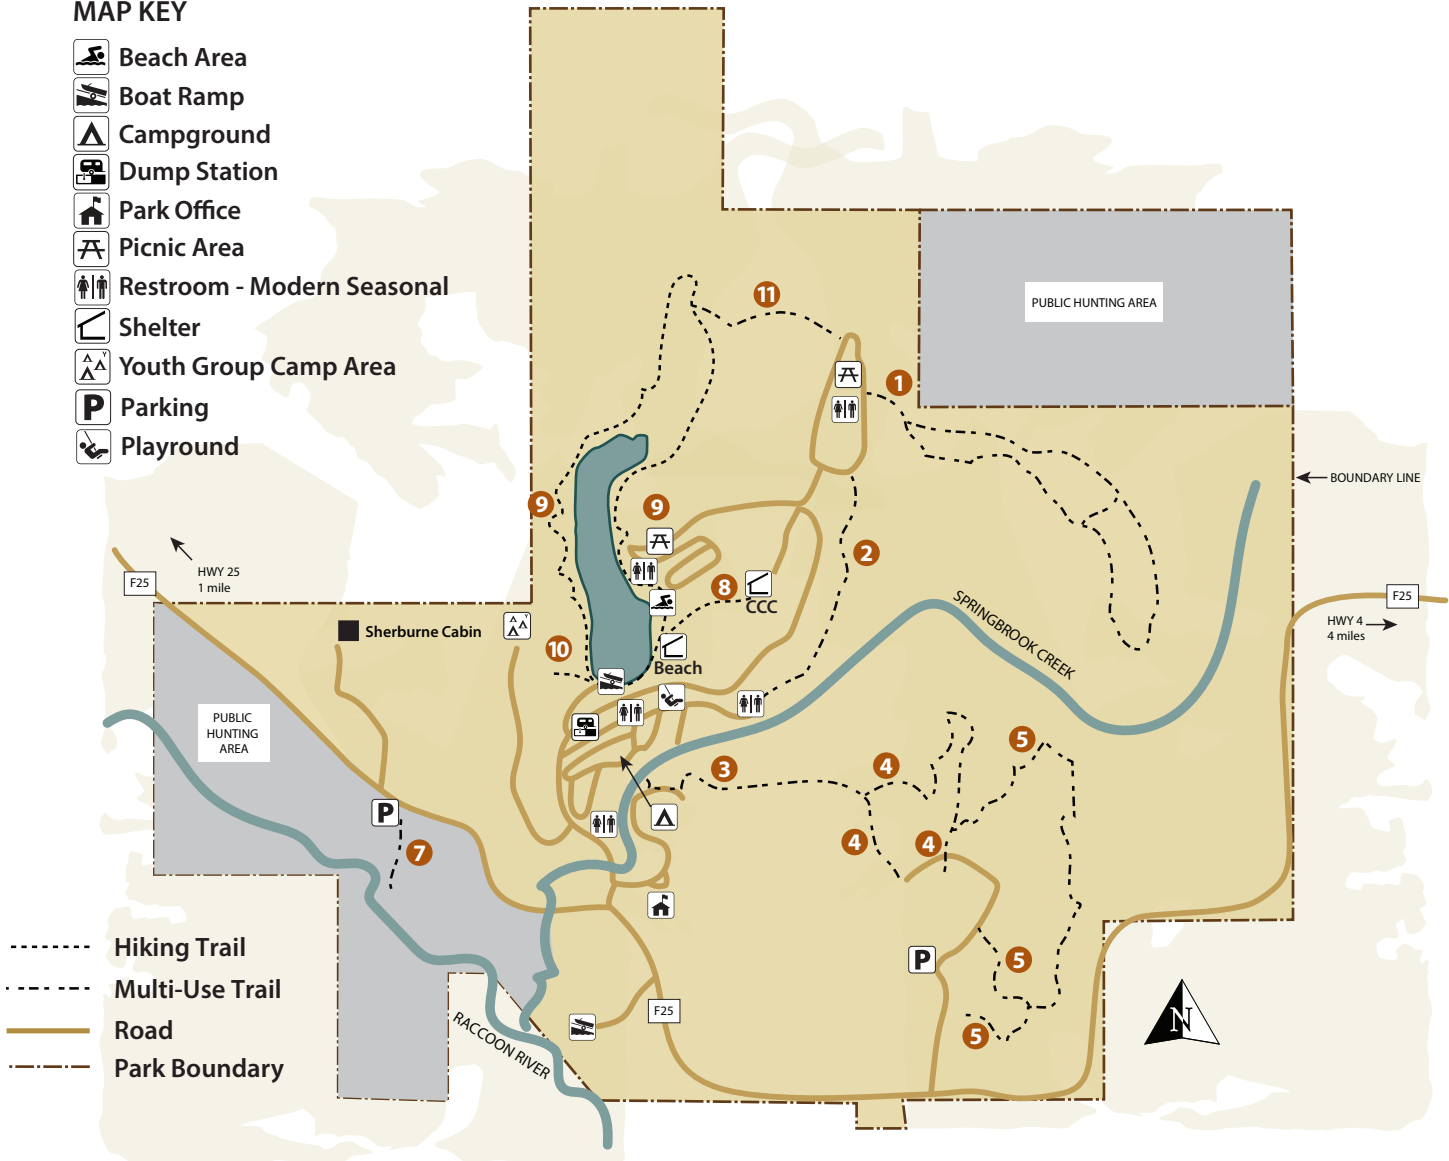 MAP KEY
Beach Area
Boat Ramp
Campground
Dump Station
Park Office
Picnic Area
Restroom - Modern Seasonal
Shelter
Youth Group Camp Area
P
Parking
Playround
PUBLIC HUNTING AREA
11
1
BOUNDARY LINE
9
9
2
HWY 25
1 mile
F25
8
CCC
SPRINGBROOK CREEK
F25
HWY 4
4 miles
Sherburne Cabin
Y
10
Beach
PUBLIC
HUNTING
AREA
3
4
5
P
7
4
4
Hiking Trail
Multi-Use Trail
Road
Park Boundary
P
5
F25
5
RACCOON RIVER
N